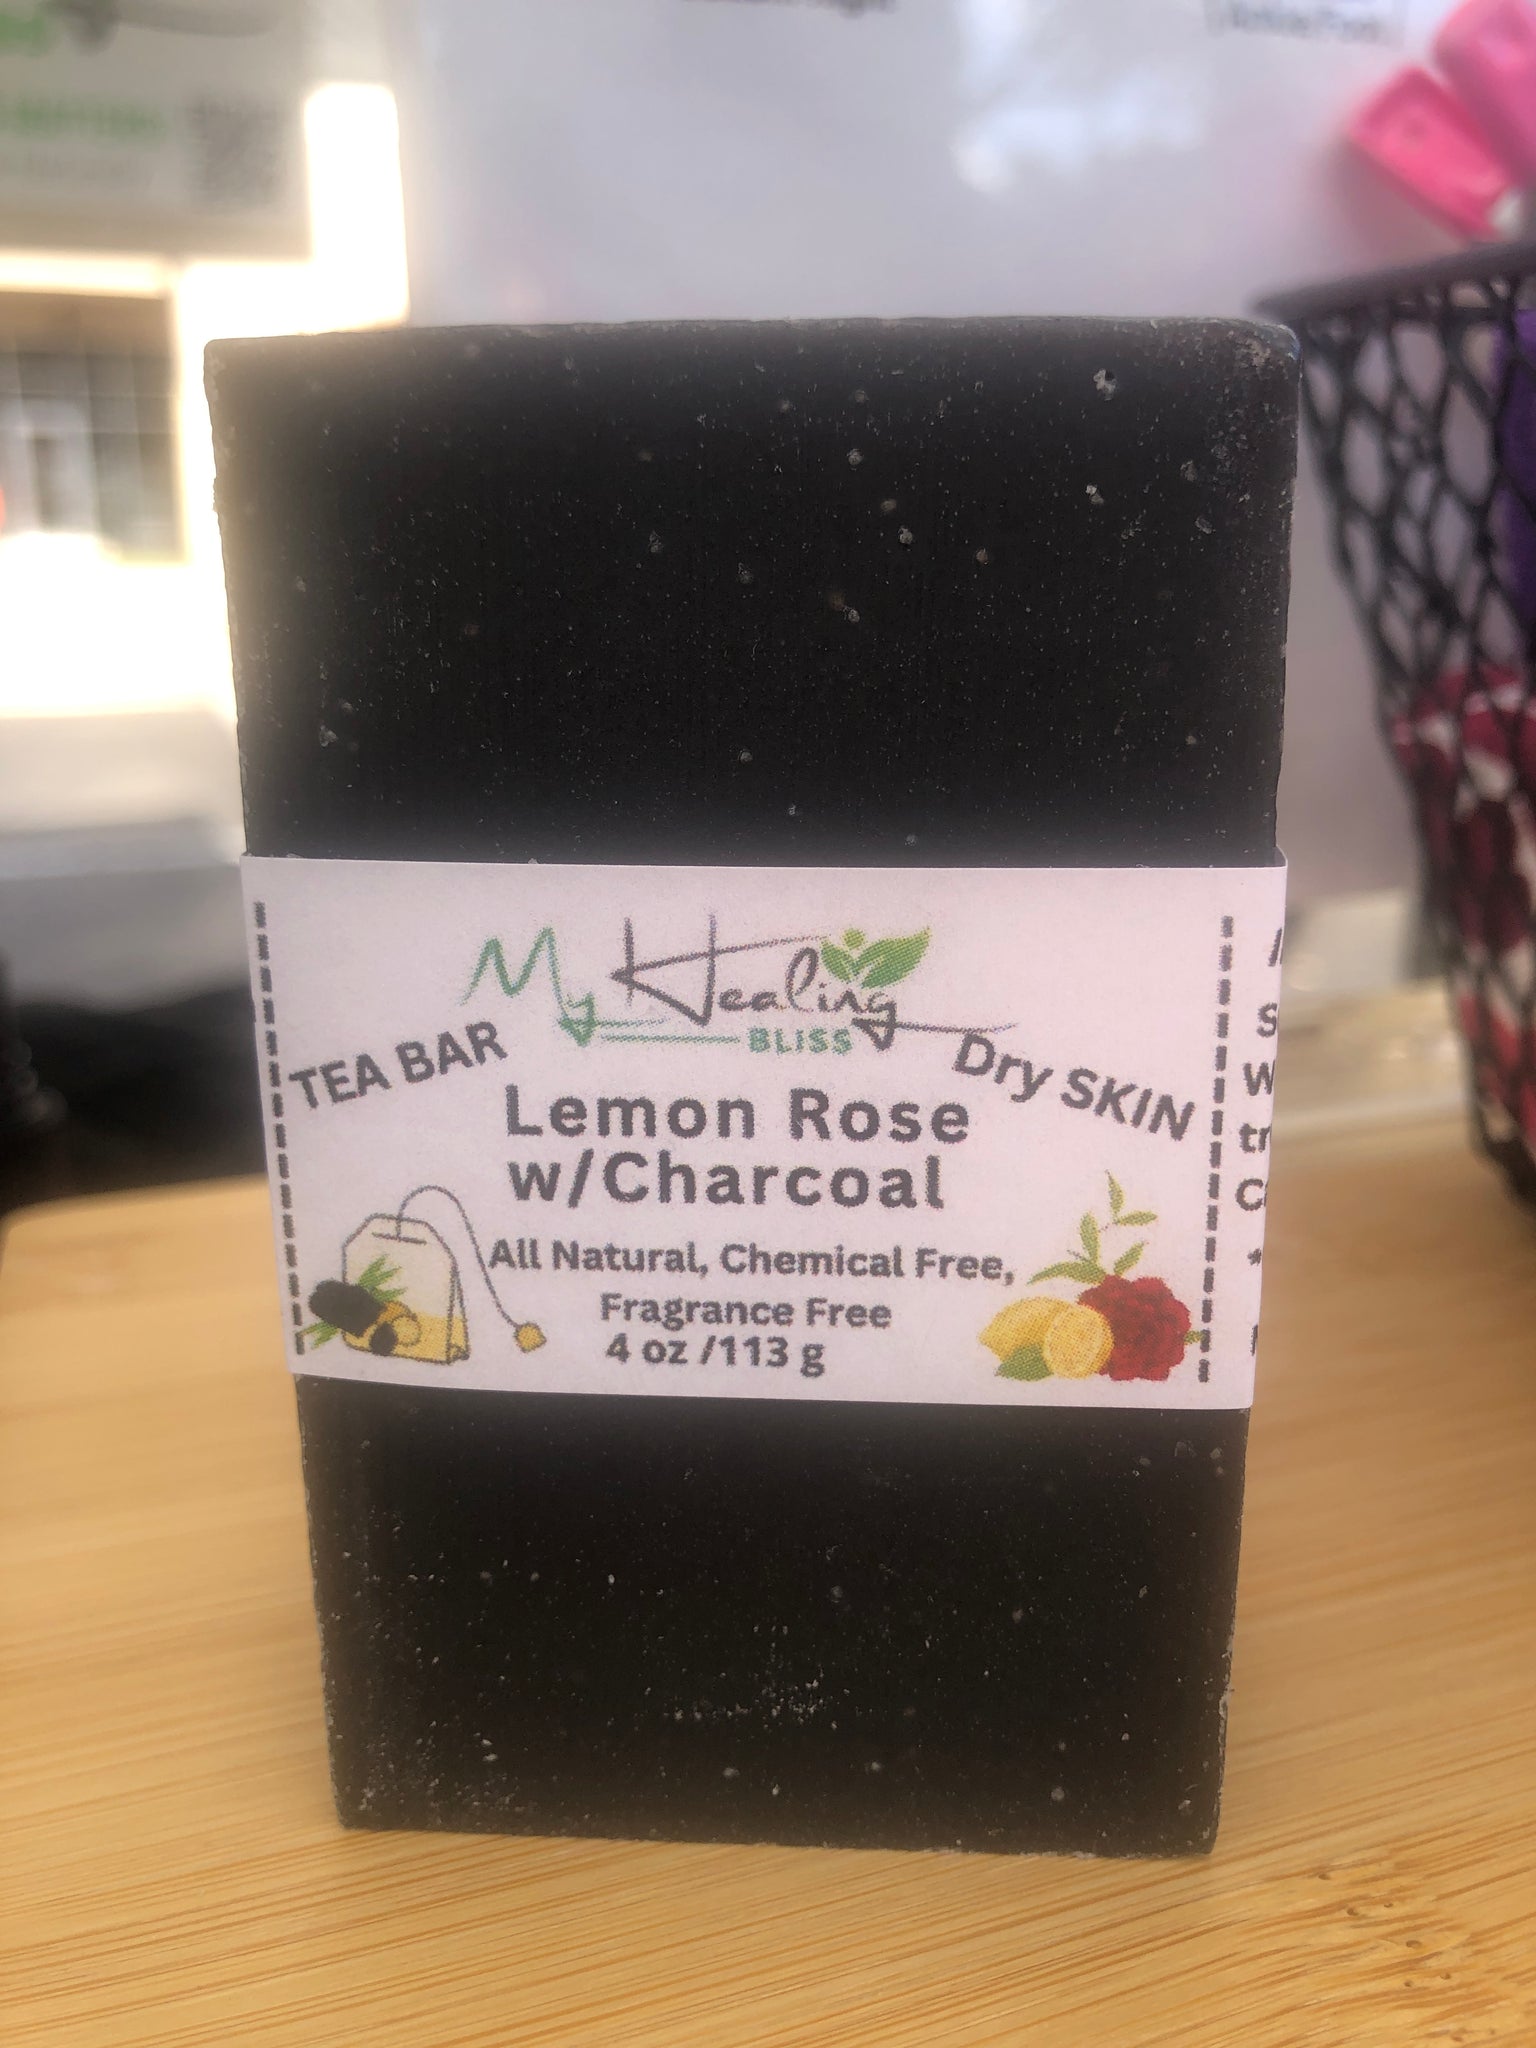 My Healing
BLISS
TEA BAR
Dry SKIN
Lemon Rose
w/Charcoal
All Natural, Chemical Free,
Fragrance Free
4 oz /113 g